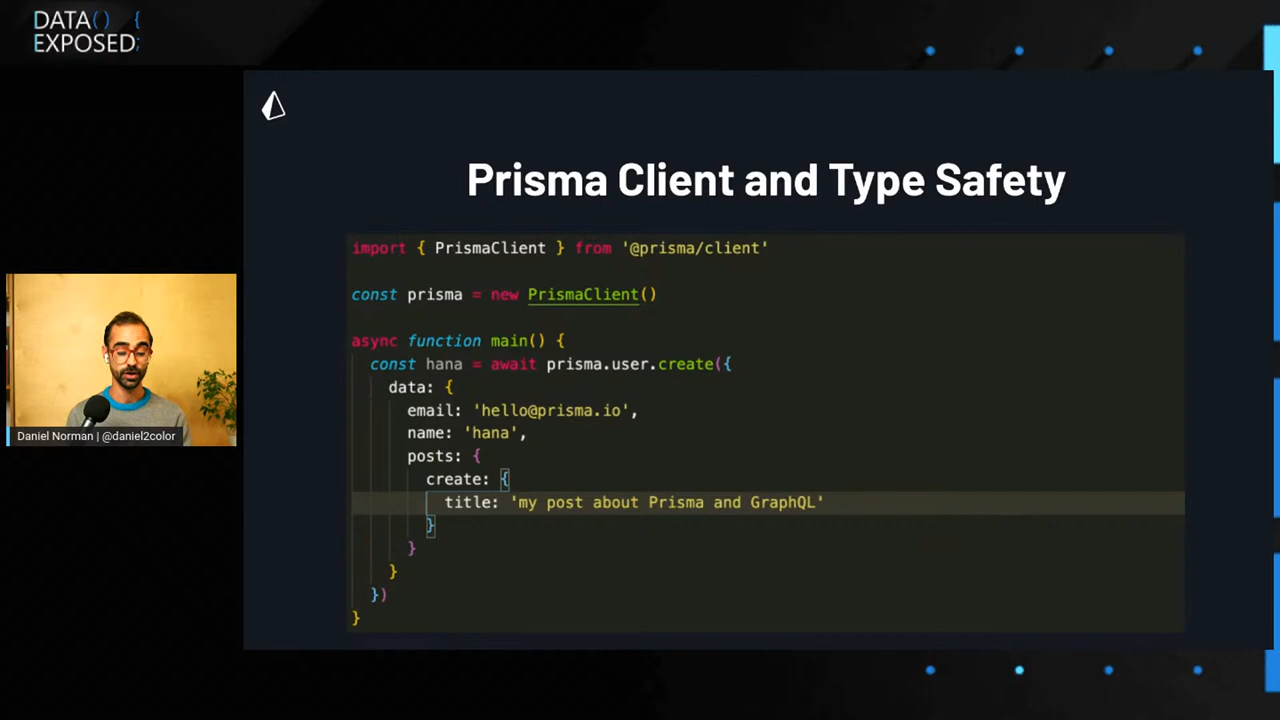 DATA() {
EXPOSED;
Prisma Client and Type Safety
import { PrismaClient } from '@prisma/client'
const prisma = new PrismaClient()
async function main() {
const hana = await prisma.user.create({
data: {
email: 'hello@prisma.io',
name: 'hana',
posts: {
create: {
title: 'my post about Prisma and GraphQL'
}
}
}
})
}
Daniel Norman | @daniel2color